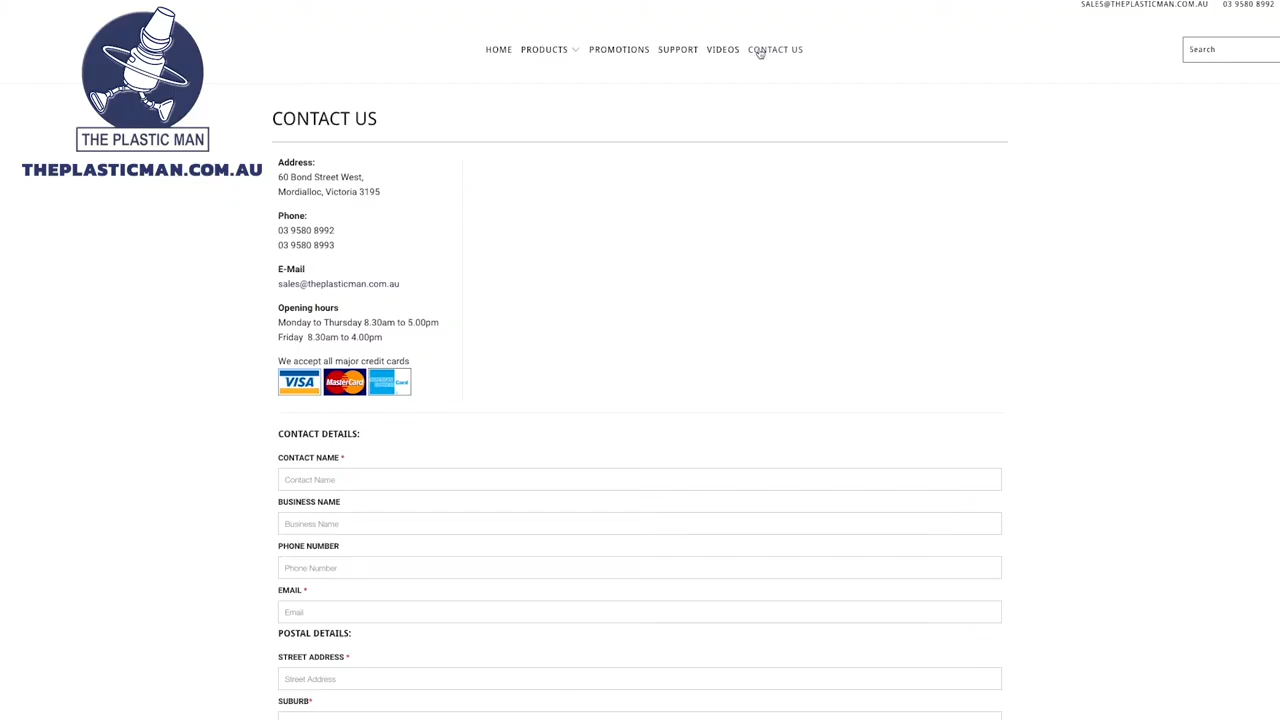 SALES@THEPLASTICMAN.COM.AU 03 9580 8992
HOME PRODUCTS PROMOTIONS SUPPORT VIDEOS CONTACT US
Search
THE PLASTIC MAN
THEPLASTICMAN.COM.AU
CONTACT US
Address:
60 Bond Street West,
Mordialloc, Victoria 3195
Phone:
03 9580 8992
03 9580 8993
E-Mail
sales@theplasticman.com.au
Opening hours
Monday to Thursday 8.30am to 5.00pm
Friday 8.30am to 4.00pm
We accept all major credit cards
VISA MasterCard
CONTACT DETAILS:
CONTACT NAME *
Contact Name
BUSINESS NAME
Business Name
PHONE NUMBER
Phone Number
EMAIL *
Email
POSTAL DETAILS:
STREET ADDRESS *
Street Address
SUBURB*